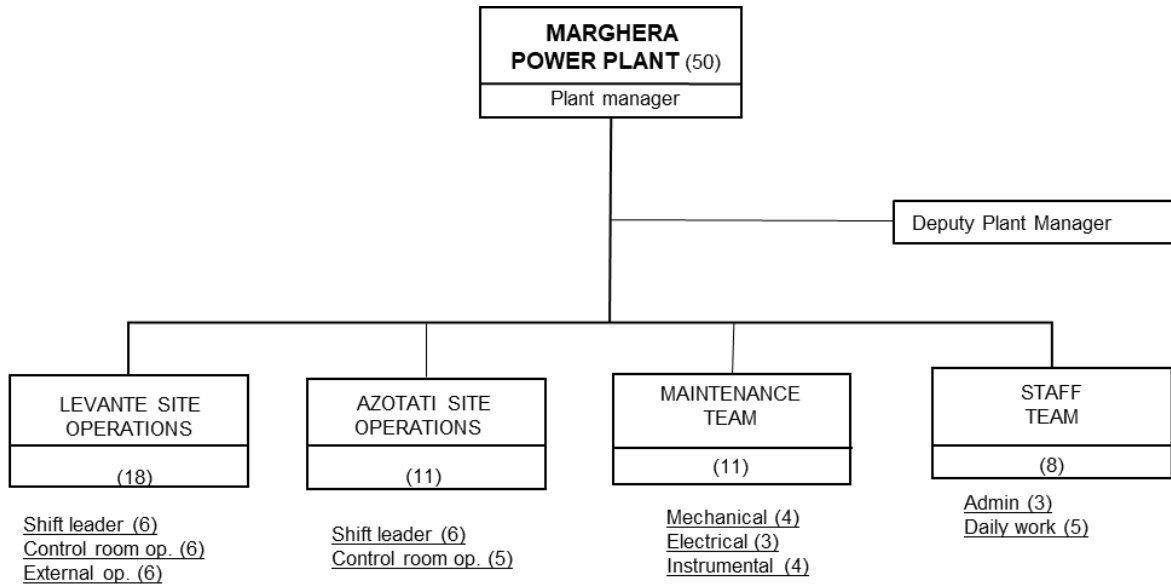 MARGHERA
POWER PLANT (50)
Plant manager
Deputy Plant Manager
LEVANTE SITE
OPERATIONS
(18)
Shift leader (6)
Control room op. (6)
External op. (6)
AZOTATI SITE
OPERATIONS
(11)
Shift leader (6)
Control room op. (5)
MAINTENANCE
TEAM
(11)
Mechanical (4)
Electrical (3)
Instrumental (4)
STAFF
TEAM
(8)
Admin (3)
Daily work (5)